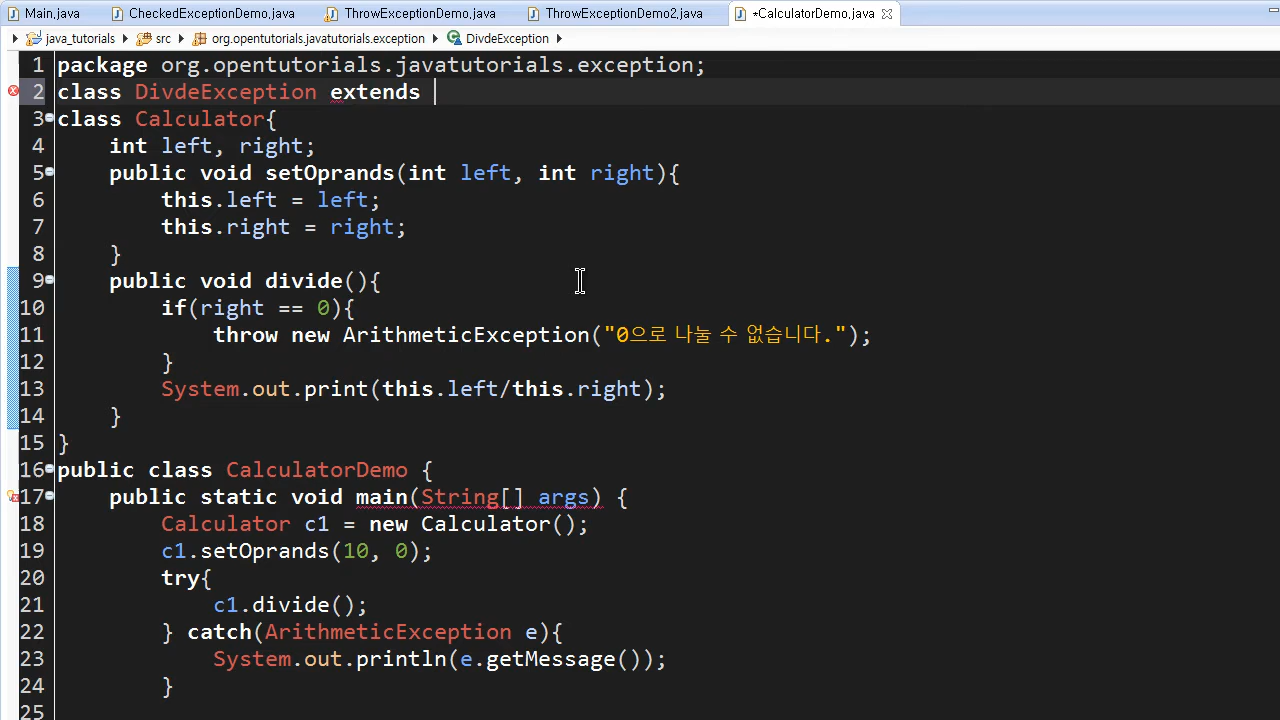 Main.java CheckedExceptionDemo.java ThrowExceptionDemo.java ThrowExceptionDemo2.java *CalculatorDemo.java
java_tutorials src org.opentutorials.javatutorials.exception DivdeException
1 package org.opentutorials.javatutorials.exception;
2 class DivdeException extends
3 class Calculator{
4 int left, right;
5 public void setOprands(int left, int right){
6 this.left = left;
7 this.right = right;
8 }
9 public void divide(){
10 if(right == 0){
11 throw new ArithmeticException("0으로 나눌 수 없습니다.");
12 }
13 System.out.print(this.left/this.right);
14 }
15 }
16 public class CalculatorDemo {
17 public static void main(String[] args) {
18 Calculator c1 = new Calculator();
19 c1.setOprands(10, 0);
20 try{
21 c1.divide();
22 } catch(ArithmeticException e){
23 System.out.println(e.getMessage());
24 }
25